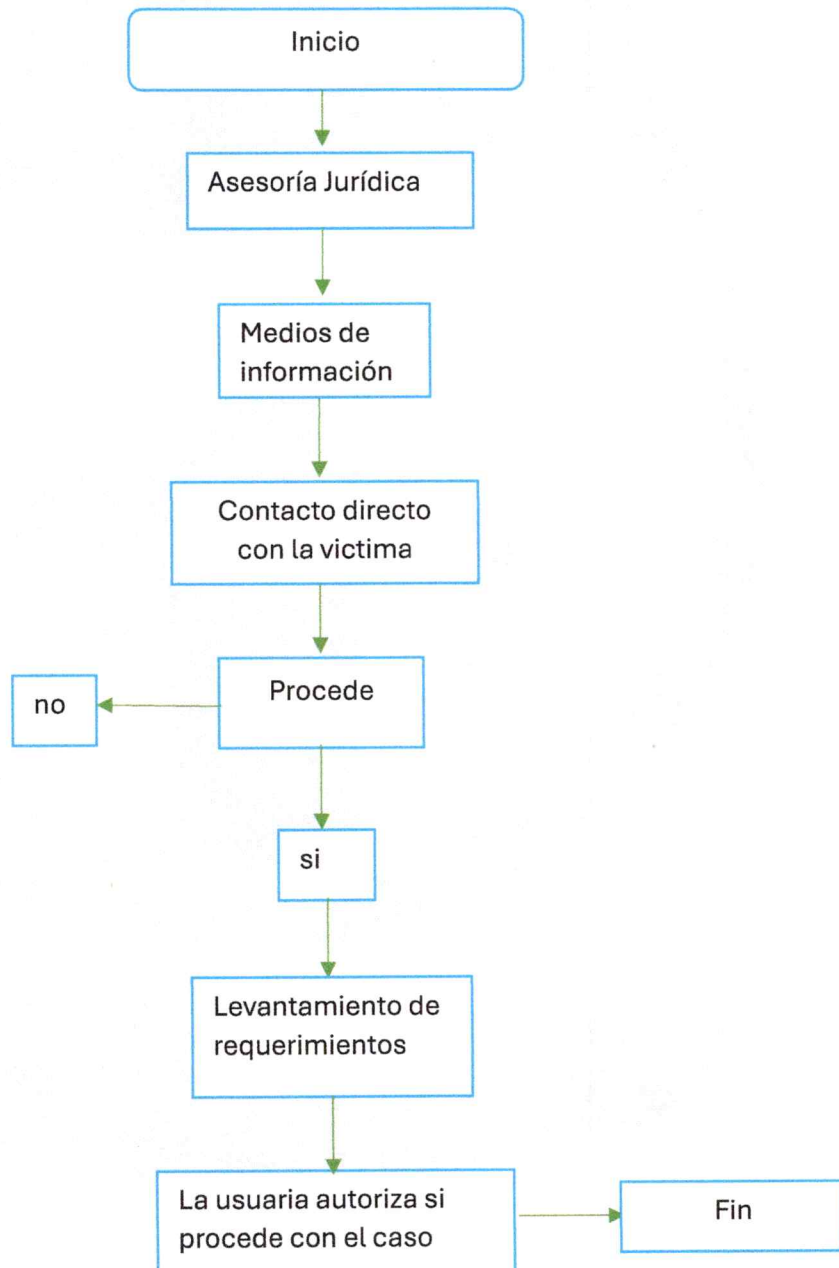 Inicio
Asesoría Jurídica
Medios de
información
Contacto directo
con la victima
Procede
no
si
Levantamiento de
requerimientos
La usuaria autoriza si
procede con el caso
Fin